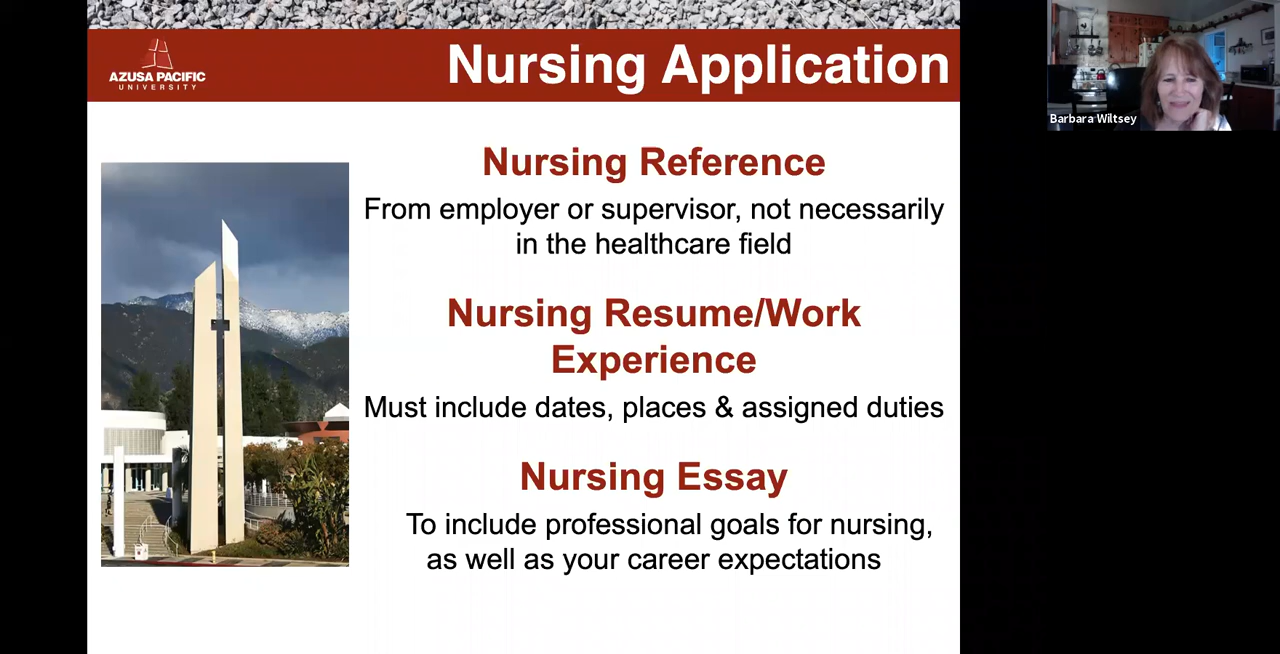 AZUSA PACIFIC
UNIVERSITY
Nursing Application
Barbara Wiltsey
Nursing Reference
From employer or supervisor, not necessarily
in the healthcare field
Nursing Resume/Work
Experience
Must include dates, places & assigned duties
Nursing Essay
To include professional goals for nursing,
as well as your career expectations